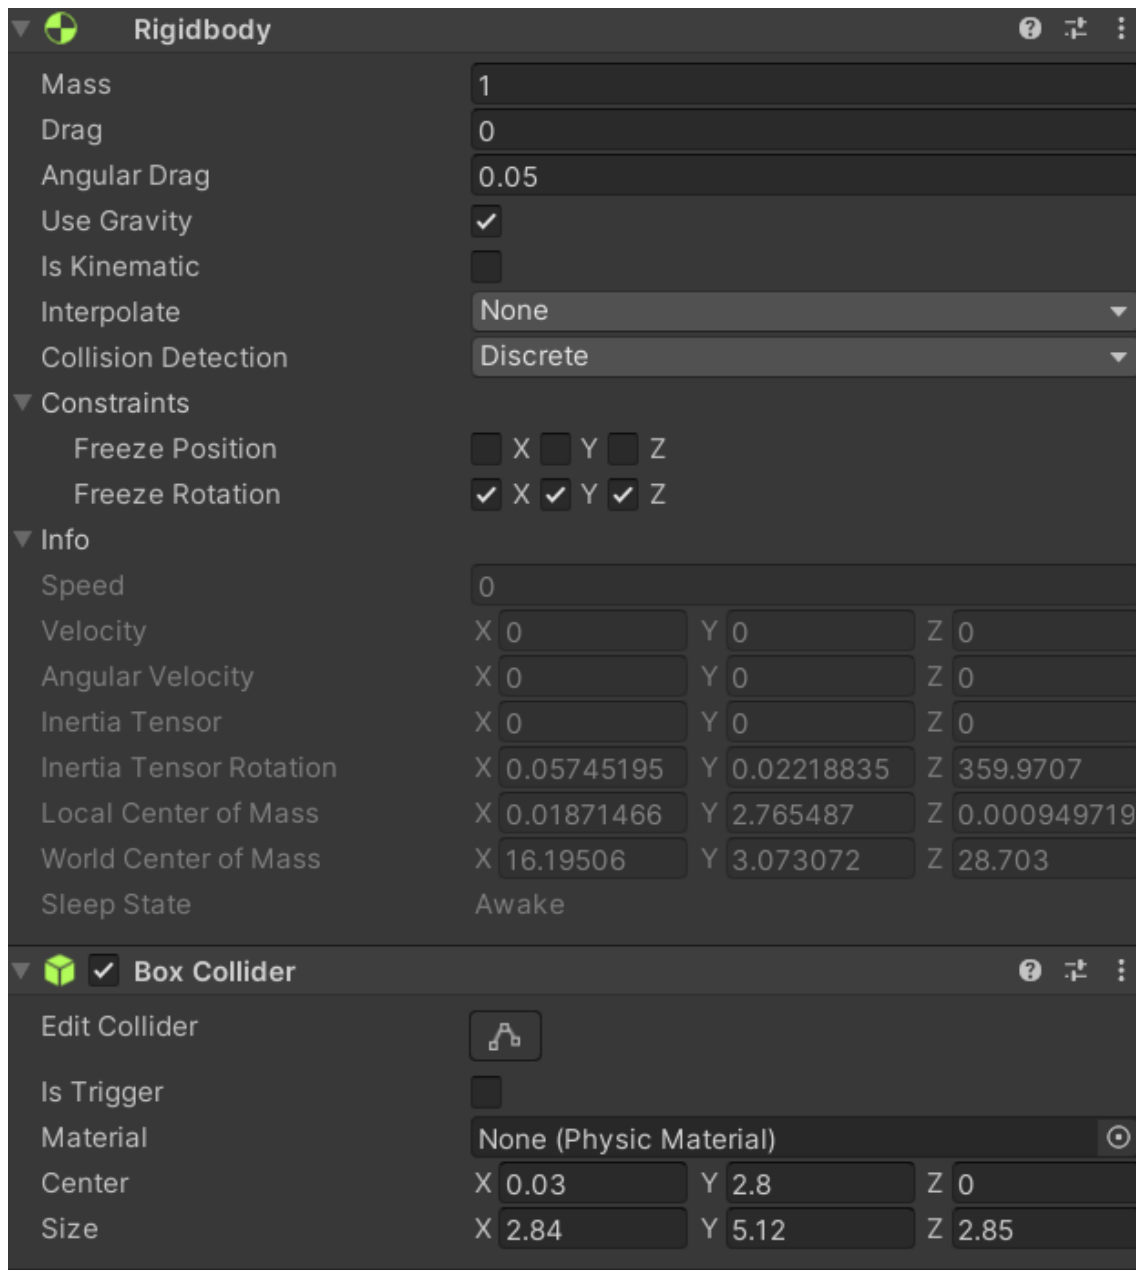 Rigidbody
Mass 1
Drag 0
Angular Drag 0.05
Use Gravity
Is Kinematic
Interpolate None
Collision Detection Discrete
Constraints
Freeze Position X Y Z
Freeze Rotation X Y Z
Info
Speed 0
Velocity X 0 Y 0 Z 0
Angular Velocity X 0 Y 0 Z 0
Inertia Tensor X 0 Y 0 Z 0
Inertia Tensor Rotation X 0.05745195 Y 0.02218835 Z 359.9707
Local Center of Mass X 0.01871466 Y 2.765487 Z 0.000949719
World Center of Mass X 16.19506 Y 3.073072 Z 28.703
Sleep State Awake
Box Collider
Edit Collider
Is Trigger
Material None (Physic Material)
Center X 0.03 Y 2.8 Z 0
Size X 2.84 Y 5.12 Z 2.85